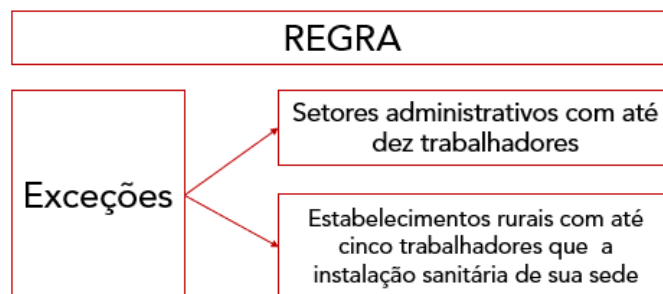 REGRA
Exceções
Setores administrativos com até
dez trabalhadores
Estabelecimentos rurais com até
cinco trabalhadores que a
instalação sanitária de sua sede